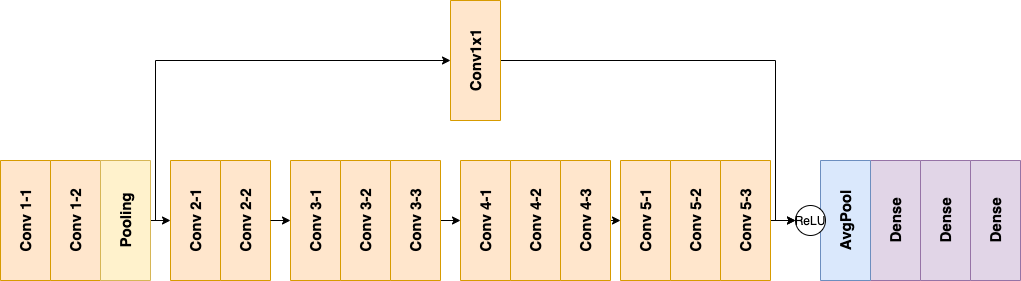 Conv1x1
Conv 1-1
Conv 1-2
Pooling
Conv 2-1
Conv 2-2
Conv 3-1
Conv 3-2
Conv 3-3
Conv 4-1
Conv 4-2
Conv 4-3
Conv 5-1
Conv 5-2
Conv 5-3
ReLU
AvgPool
Dense
Dense
Dense